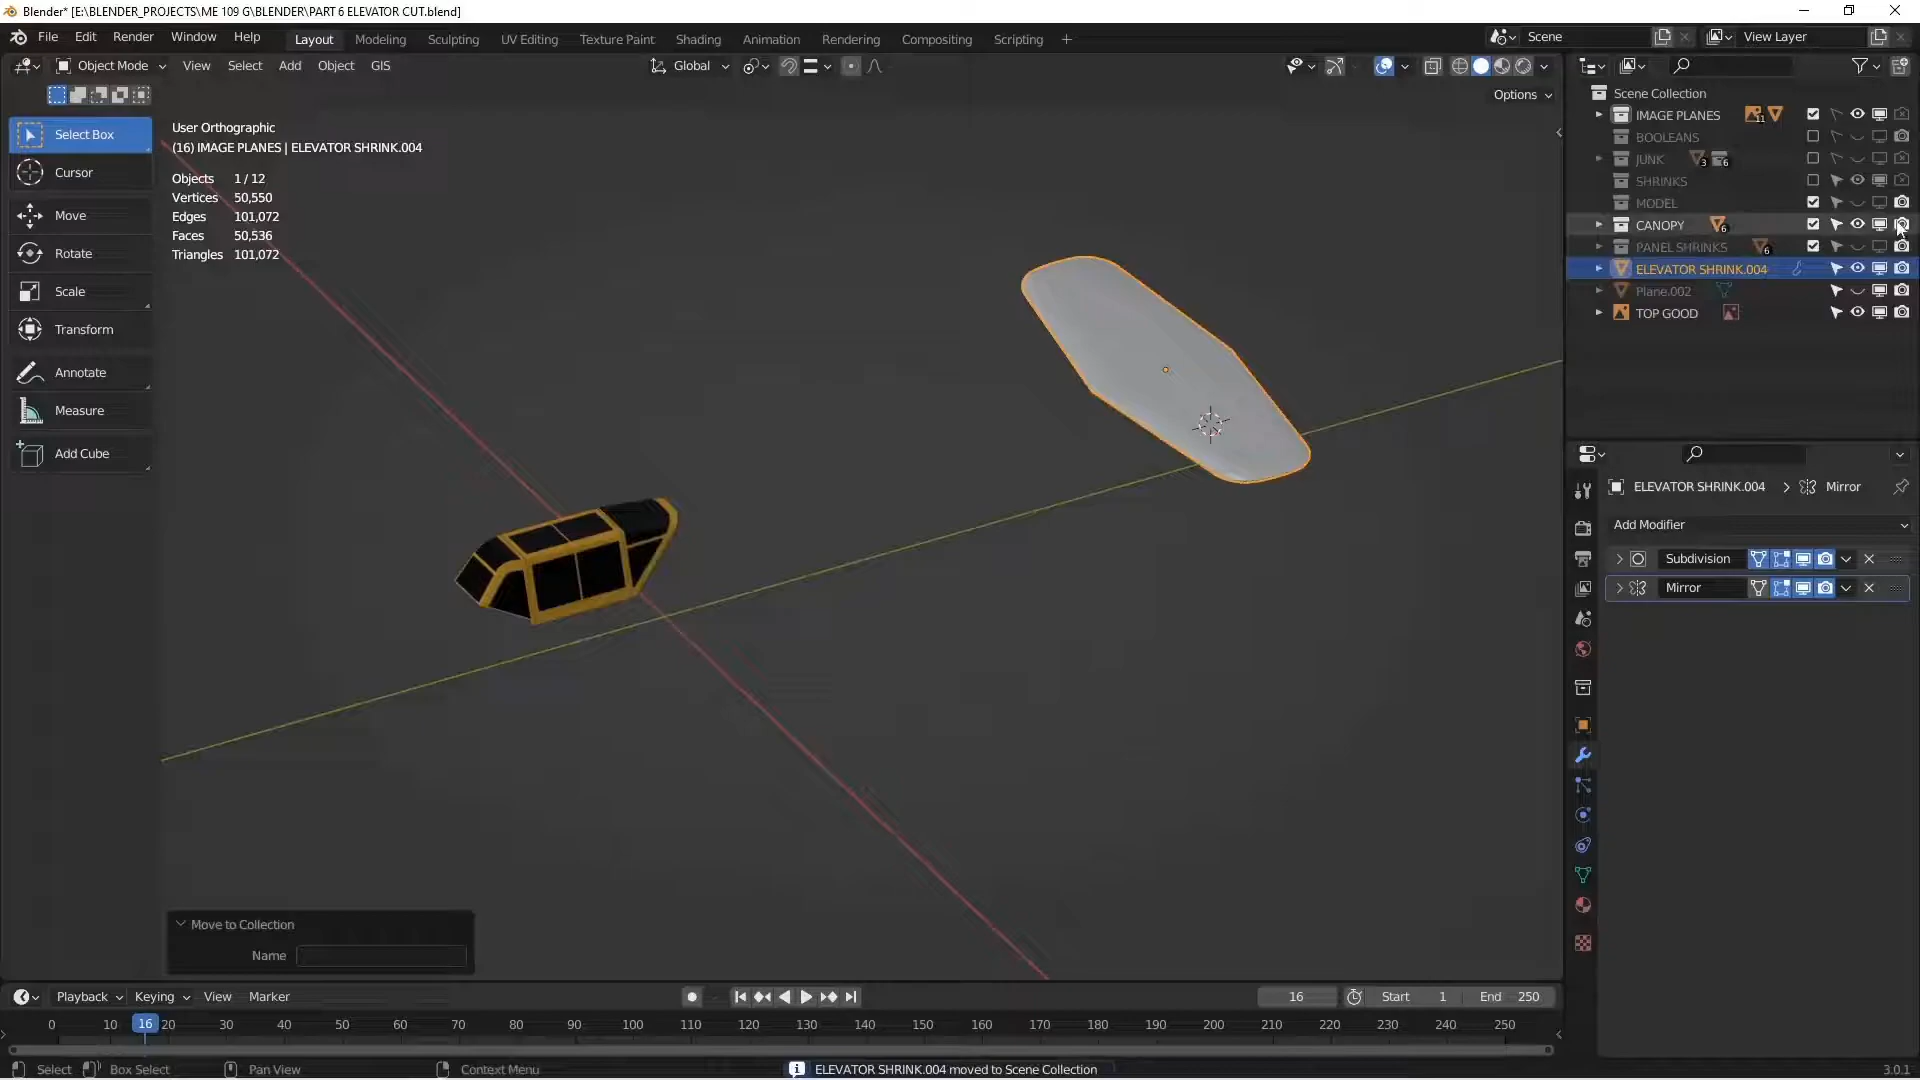 Blender* [E:\BLENDER_PROJECTS\ME 109 G\BLENDER\PART 6 ELEVATOR CUT.blend]
File Edit Render Window Help Layout Modeling Sculpting UV Editing Texture Paint Shading Animation Rendering Compositing Scripting + Scene View Layer
Object Mode View Select Add Object GIS Global
Options
Select Box
Cursor
Move
Rotate
Scale
Transform
Annotate
Measure
Add Cube
User Orthographic
(16) IMAGE PLANES | ELEVATOR SHRINK.004
Objects 1 / 12
Vertices 50,550
Edges 101,072
Faces 50,536
Triangles 101,072
Scene Collection
IMAGE PLANES 11
BOOLEANS
JUNK 3 6
SHRINKS
MODEL
CANOPY 6
PANEL SHRINKS 6
ELEVATOR SHRINK.004
Plane.002
TOP GOOD
ELEVATOR SHRINK.004 > Mirror
Add Modifier
Subdivision
Mirror
Move to Collection
Name
Playback Keying View Marker 16 Start 1 End 250
0 10 16 20 30 40 50 60 70 80 90 100 110 120 130 140 150 160 170 180 190 200 210 220 230 240 250
Select Box Select Pan View Context Menu ELEVATOR SHRINK.004 moved to Scene Collection 3.0.1